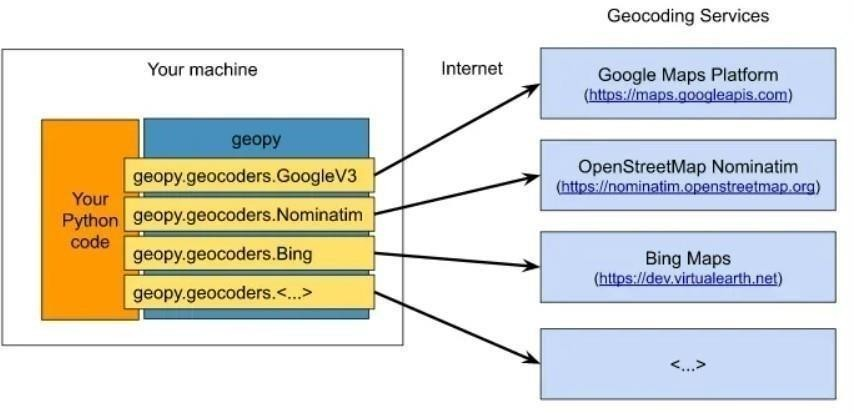 Geocoding Services
Your machine
Internet
Google Maps Platform
(https://maps.googleapis.com)
geopy
geopy.geocoders.GoogleV3
OpenStreetMap Nominatim
(https://nominatim.openstreetmap.org)
Your
Python
code
geopy.geocoders.Nominatim
geopy.geocoders.Bing
Bing Maps
(https://dev.virtualearth.net)
geopy.geocoders.<...>
<...>